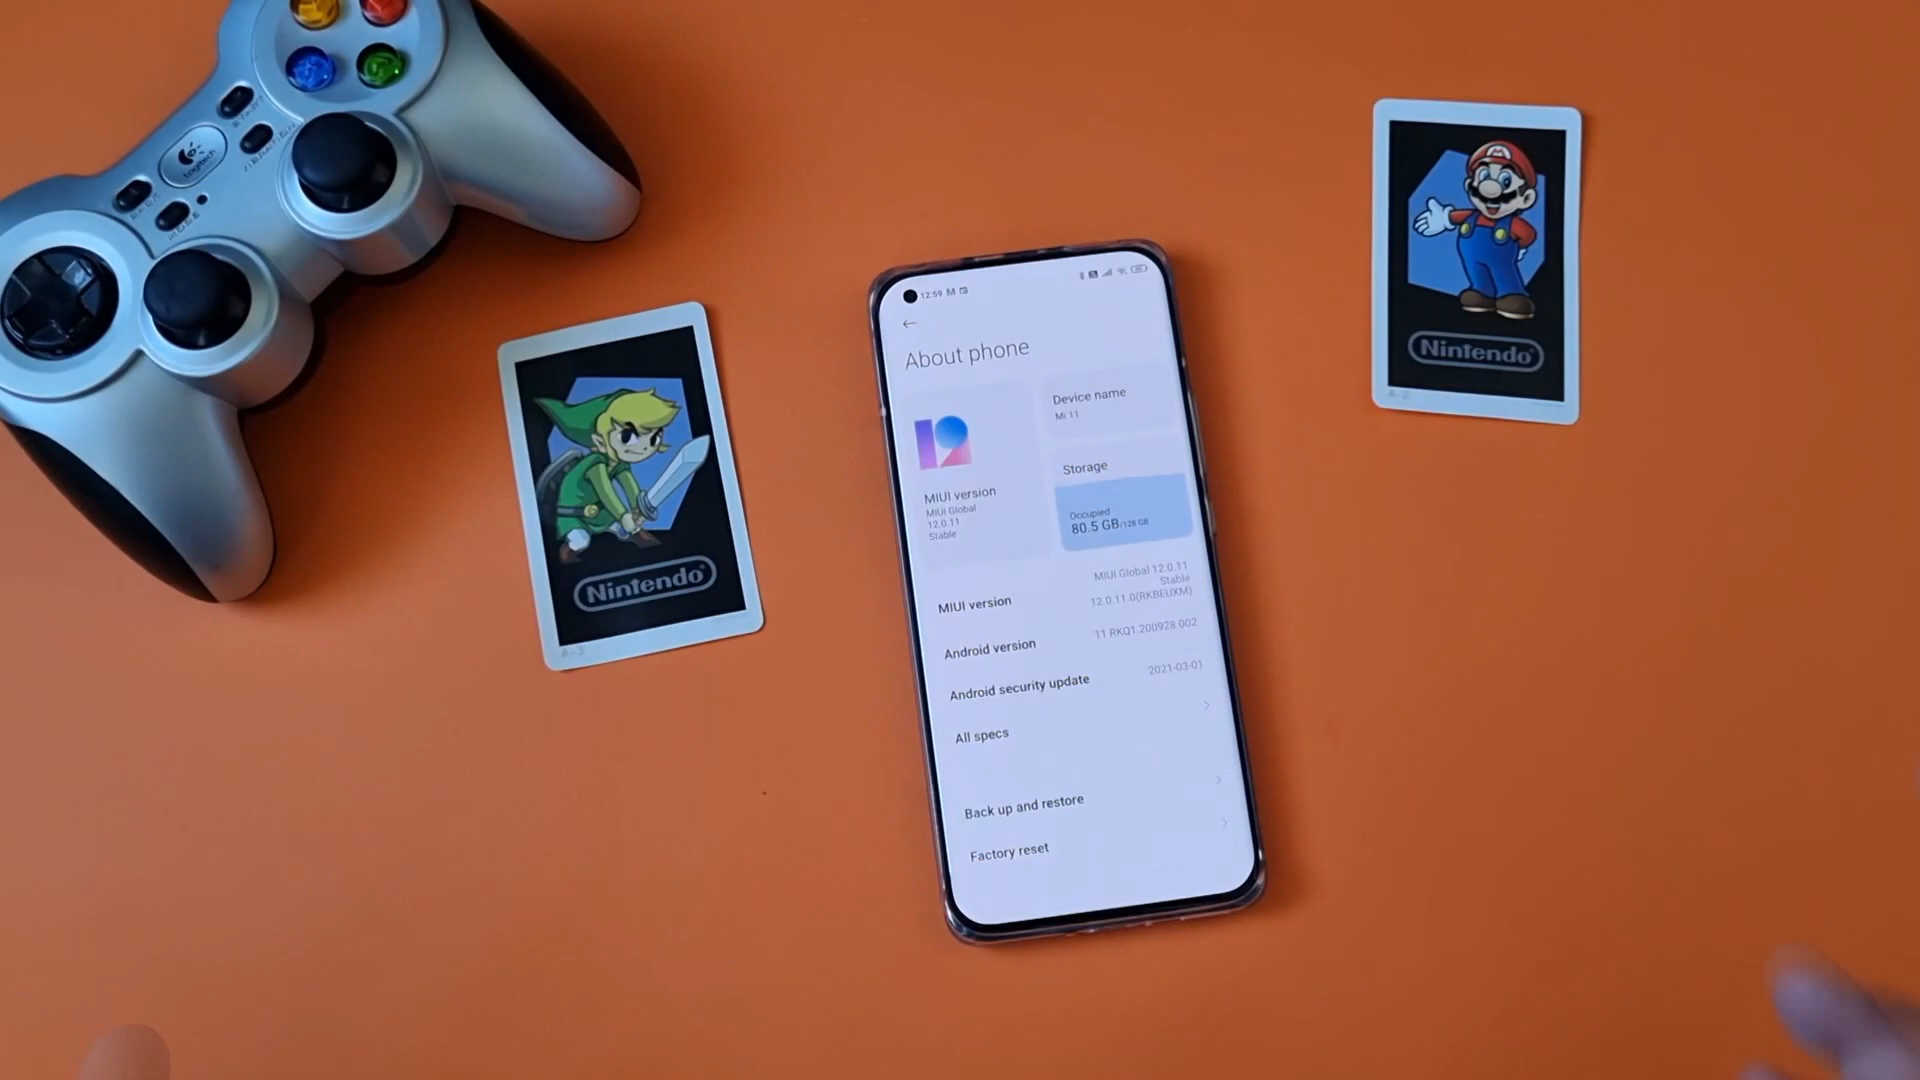 Logitech
Nintendo
A-3
Nintendo
A-2
12:59 M
About phone
MIUI version
MIUI Global
12.0.11
Stable
Device name
Mi 11
Storage
Occupied
80.5 GB/128 GB
MIUI version
MIUI Global 12.0.11
Stable
12.0.11.0(RKBEUXM)
Android version
11 RKQ1.200928.002
Android security update
2021-03-01
All specs
Back up and restore
Factory reset